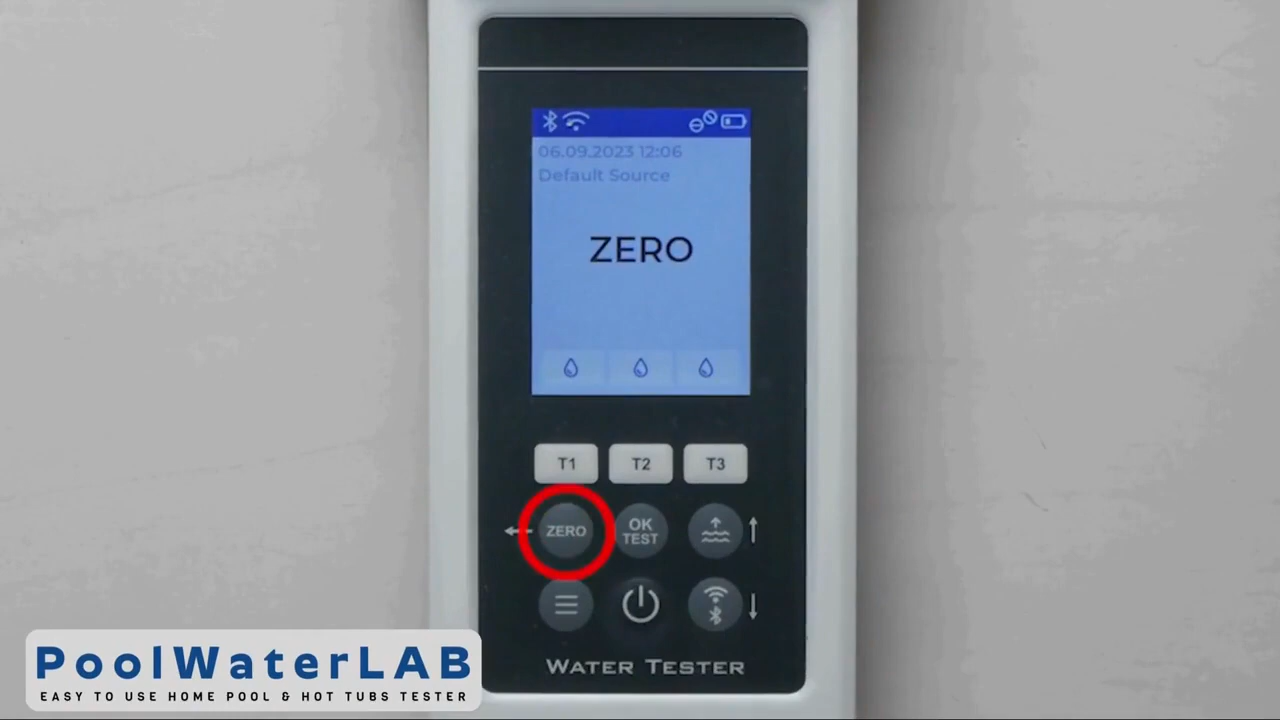 06.09.2023 12:06
Default Source
ZERO
T1 T2 T3
ZERO OK TEST
WATER TESTER
PoolWaterLAB
EASY TO USE HOME POOL & HOT TUBS TESTER